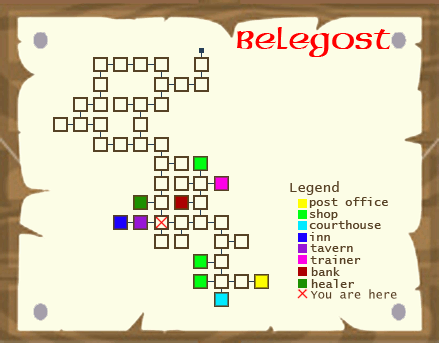 Belegost
Legend
post office
shop
courthouse
inn
tavern
trainer
bank
healer
You are here